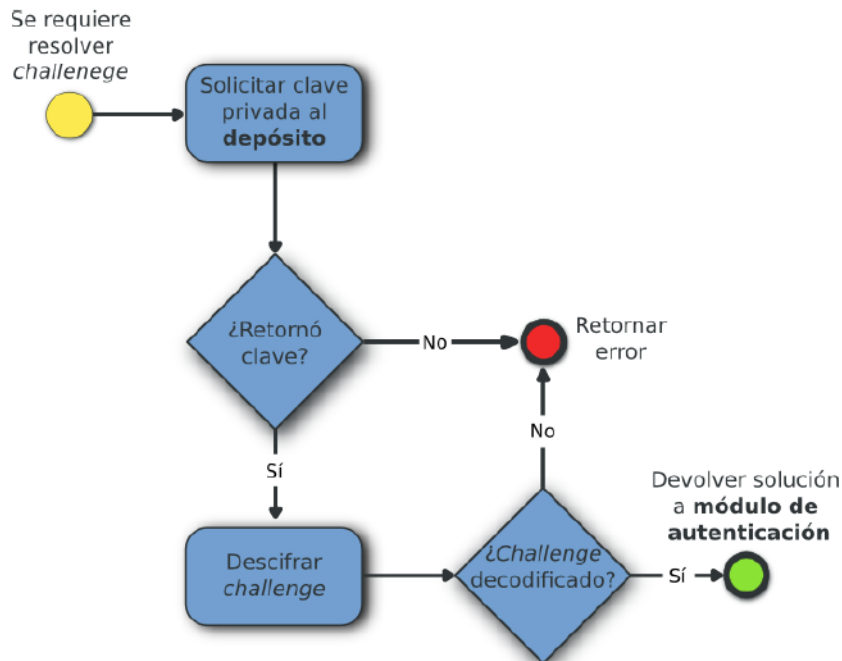 Se requiere
resolver
challenege
Solicitar clave
privada al
depósito
¿Retornó
clave?
No
Retornar
error
Sí
No
Devolver solución
a módulo de
autenticación
Descifrar
challenge
¿Challenge
decodificado?
Sí